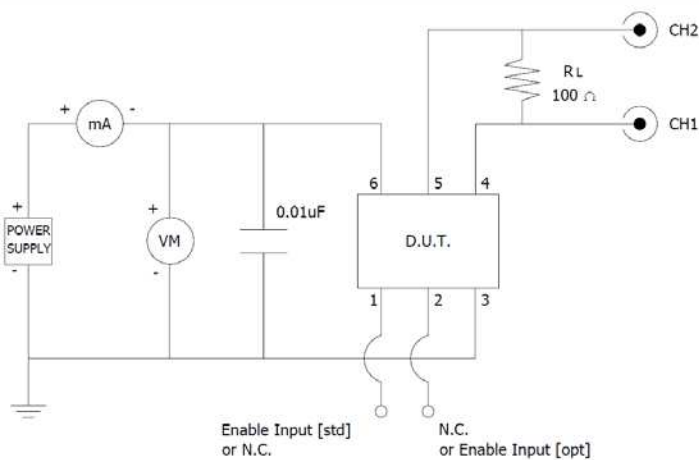 CH2
RL
100 Ω
CH1
+ -
mA
6 5 4
+
POWER
SUPPLY
-
+
VM
-
0.01uF
D.U.T.
1 2 3
Enable Input [std]
or N.C.
N.C.
or Enable Input [opt]